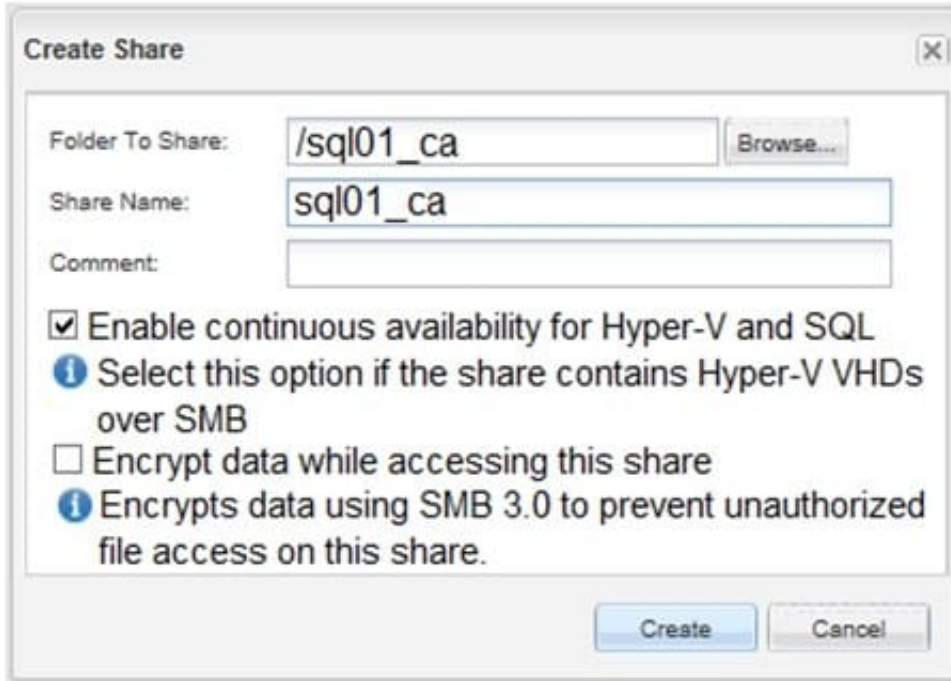 Create Share
Folder To Share: /sql01_ca Browse...
Share Name: sql01_ca
Comment:
Enable continuous availability for Hyper-V and SQL
Select this option if the share contains Hyper-V VHDs
over SMB
Encrypt data while accessing this share
Encrypts data using SMB 3.0 to prevent unauthorized
file access on this share.
Create Cancel